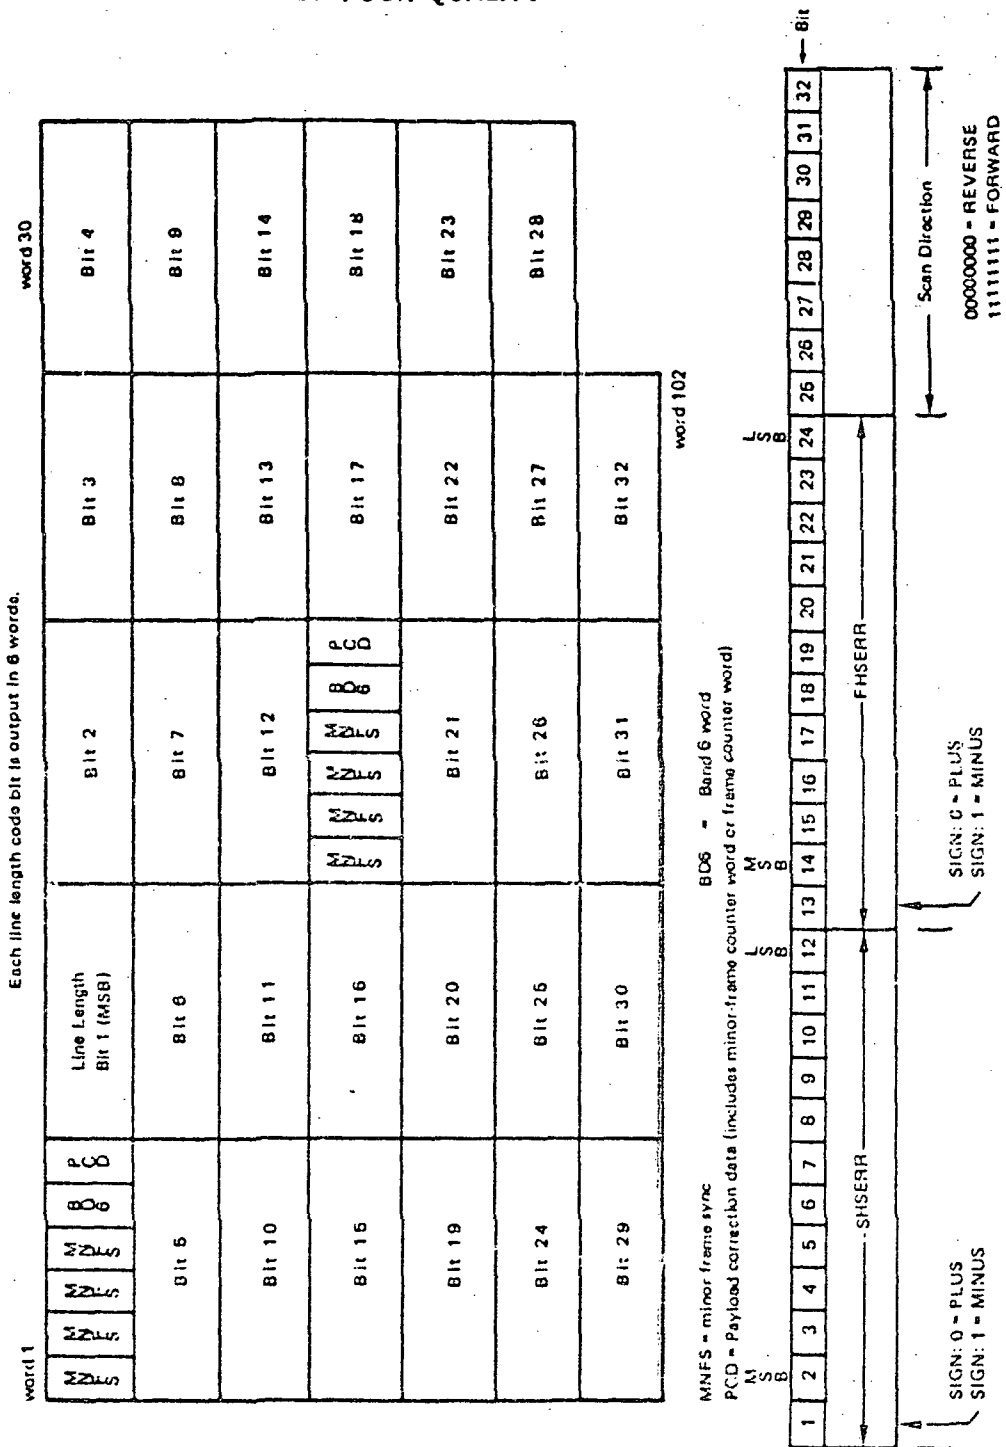 Each line length code bit is output in 6 words.
word 1
word 30
MNFS MNFS MNFS MNFS BD6 PCD
Line Length
Bit 1 (MSB)
Bit 2
Bit 3
Bit 4
Bit 5
Bit 6
Bit 7
Bit 8
Bit 9
Bit 10
Bit 11
Bit 12
Bit 13
Bit 14
Bit 15
Bit 16
MNFS MNFS MNFS MNFS BD6 PCD
Bit 17
Bit 18
Bit 19
Bit 20
Bit 21
Bit 22
Bit 23
Bit 24
Bit 25
Bit 26
Bit 27
Bit 28
Bit 29
Bit 30
Bit 31
Bit 32
word 102
MNFS = minor frame sync
BD6 = Band 6 word
PCD = Payload correction data (includes minor-frame counter word or frame counter word)
MSB
LSB
MSB
LSB
1 2 3 4 5 6 7 8 9 10 11 12 13 14 15 16 17 18 19 20 21 22 23 24 25 26 27 28 29 30 31 32
Bit
SHSERR
FHSERR
Scan Direction
SIGN: 0 = PLUS
SIGN: 1 = MINUS
SIGN: 0 = PLUS
SIGN: 1 = MINUS
00000000 = REVERSE
11111111 = FORWARD